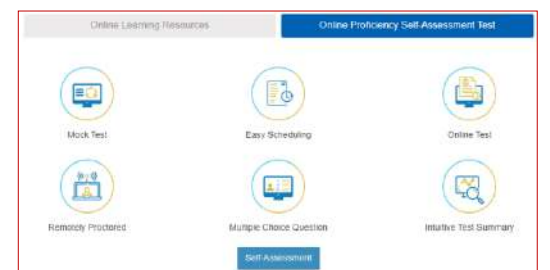 Online Learning Resources
Online Proficiency Self-Assessment Test
Mock Test
Easy Scheduling
Online Test
Remotely Proctored
Multiple Choice Question
Intuitive Test Summary
Self-Assessment